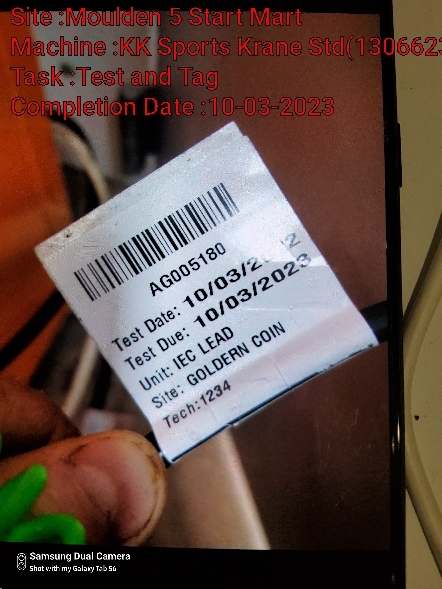 Site :Moulden 5 Start Mart
Machine :KK Sports Krane Std(130662
Task :Test and Tag
Completion Date :10-03-2023
AG005180
Test Date: 10/03/2
Test Due: 10/03/2023
Unit: IEC LEAD
Site: GOLDERN COIN
Tech:1234
Samsung Dual Camera
Shot with my Galaxy Tab S6